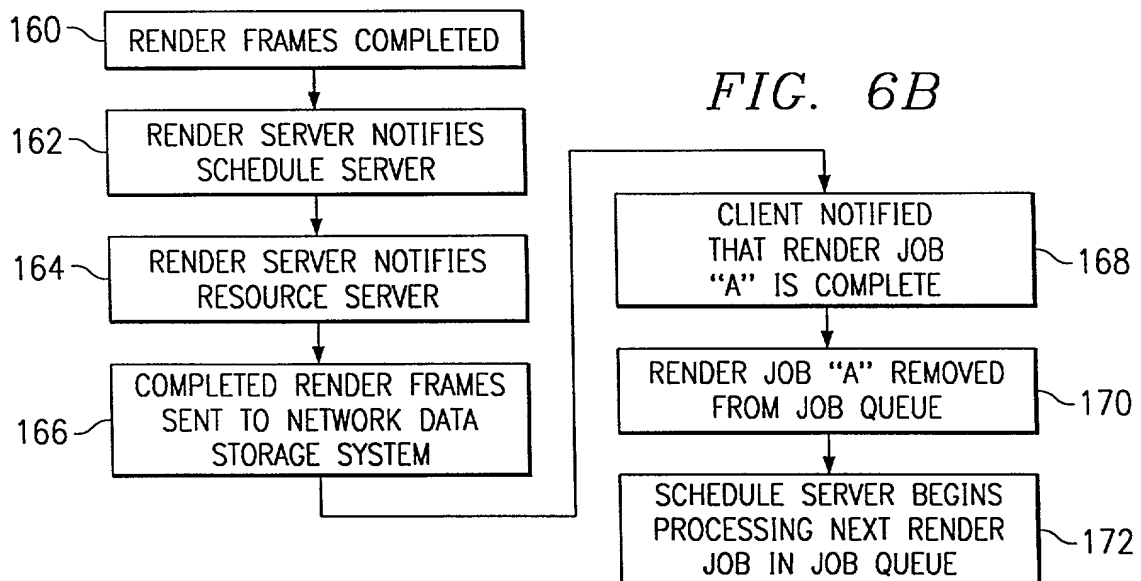 160
RENDER FRAMES COMPLETED
FIG. 6B
162
RENDER SERVER NOTIFIES
SCHEDULE SERVER
164
RENDER SERVER NOTIFIES
RESOURCE SERVER
166
COMPLETED RENDER FRAMES
SENT TO NETWORK DATA
STORAGE SYSTEM
CLIENT NOTIFIED
THAT RENDER JOB
“A” IS COMPLETE
168
RENDER JOB “A” REMOVED
FROM JOB QUEUE
170
SCHEDULE SERVER BEGINS
PROCESSING NEXT RENDER
JOB IN JOB QUEUE
172